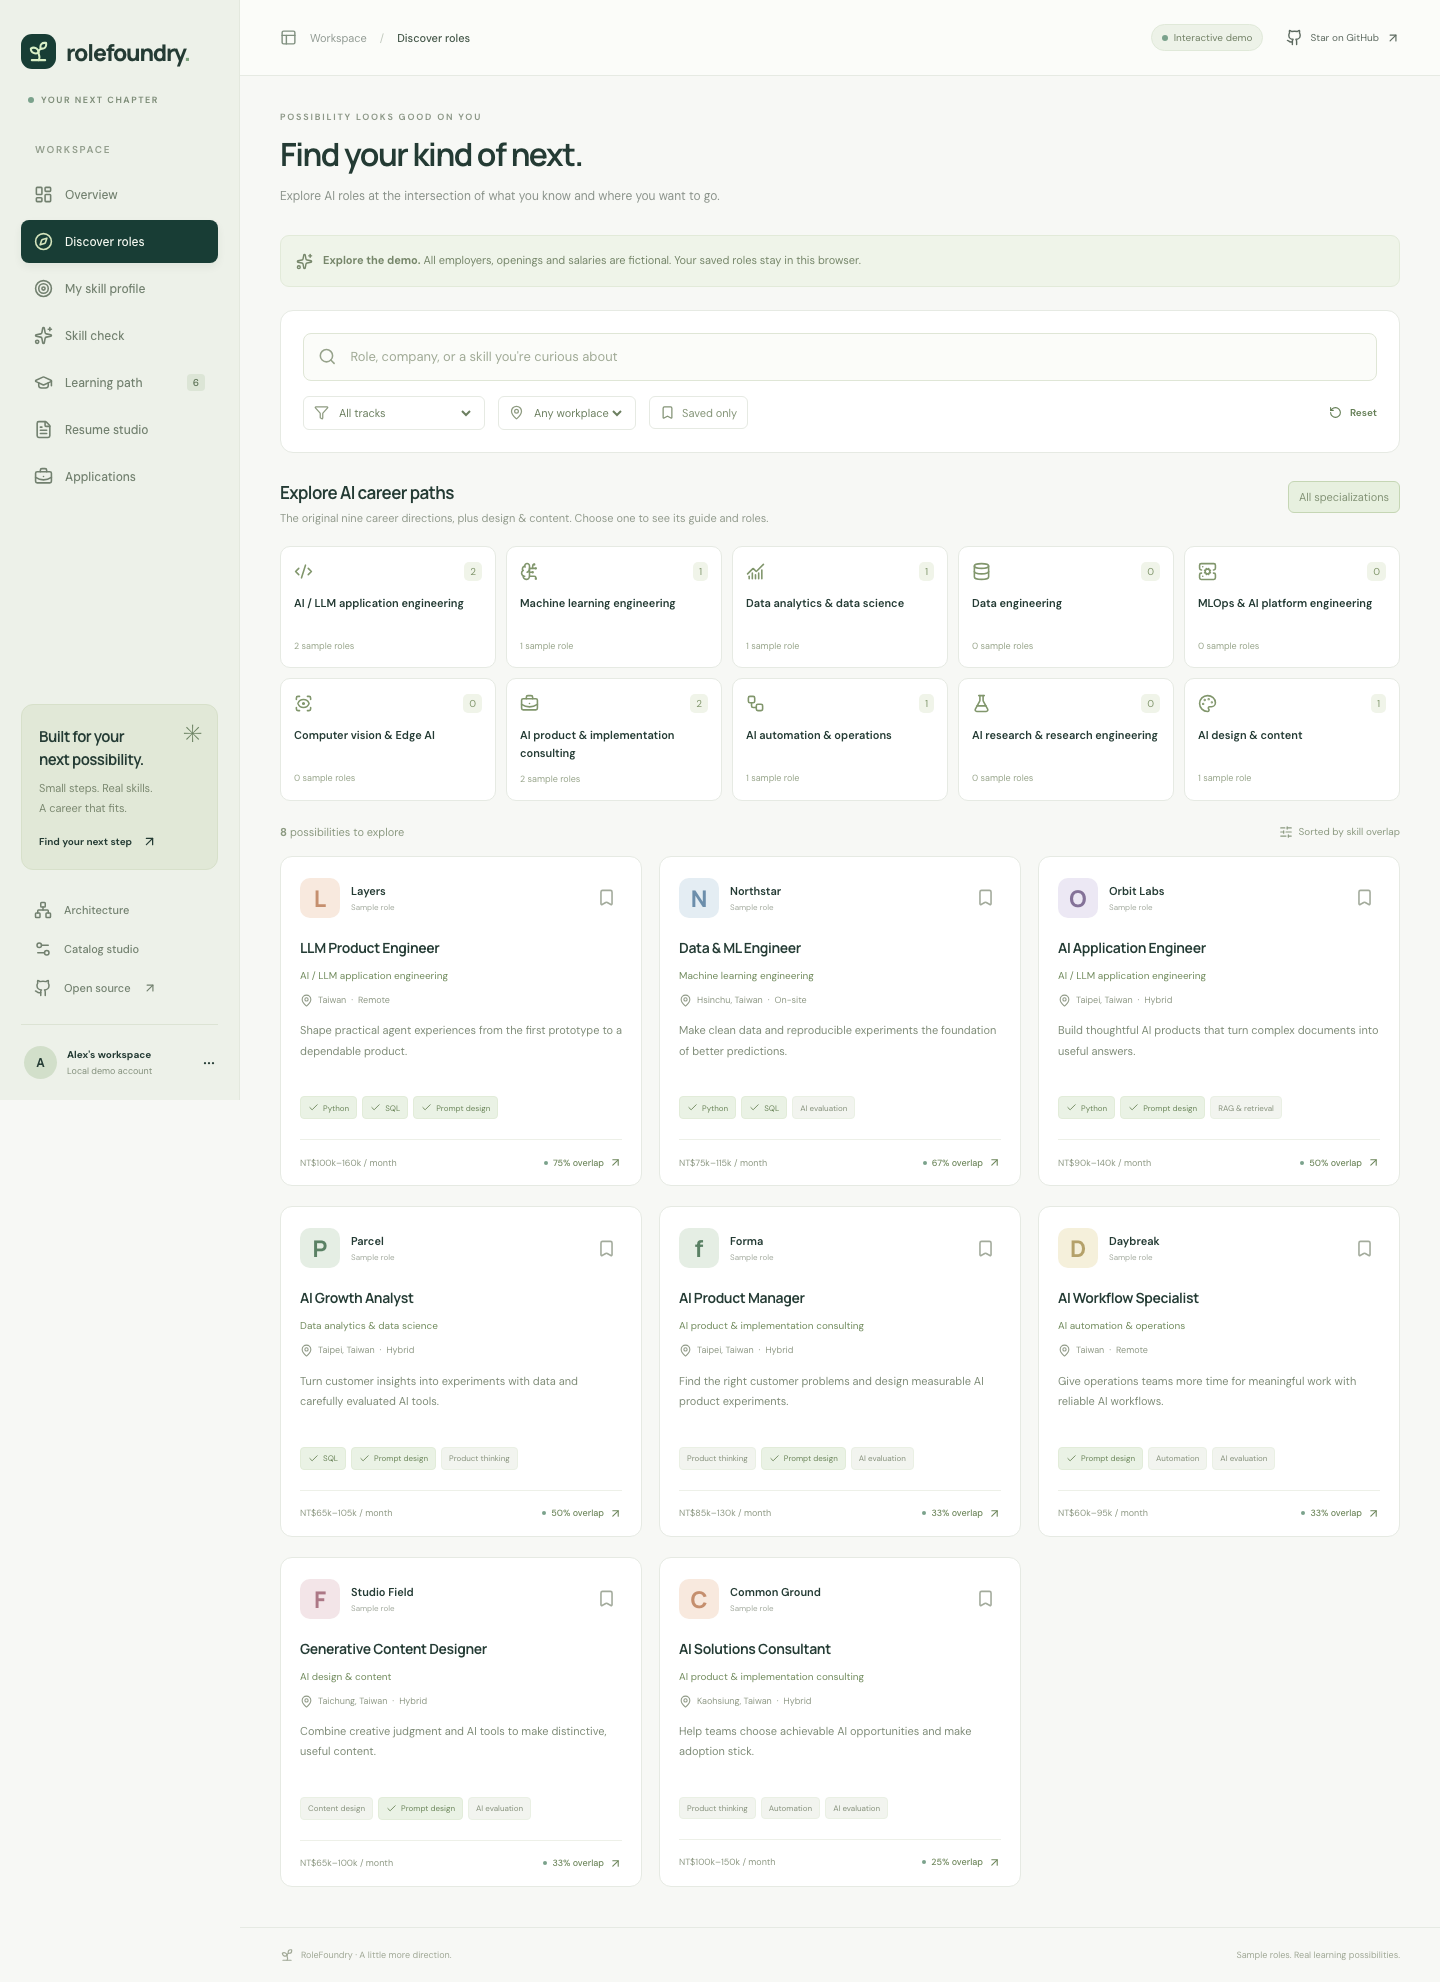 rolefoundry.
YOUR NEXT CHAPTER
WORKSPACE
Overview
Discover roles
My skill profile
Skill check
Learning path 6
Resume studio
Applications
Built for your
next possibility.
Small steps. Real skills.
A career that fits.
Find your next step
Architecture
Catalog studio
Open source
A
Alex's workspace
Local demo account
Workspace / Discover roles
Interactive demo
Star on GitHub
POSSIBILITY LOOKS GOOD ON YOU
Find your kind of next.
Explore AI roles at the intersection of what you know and where you want to go.
Explore the demo. All employers, openings and salaries are fictional. Your saved roles stay in this browser.
Role, company, or a skill you're curious about
All tracks
Any workplace
Saved only
Reset
Explore AI career paths
The original nine career directions, plus design & content. Choose one to see its guide and roles.
All specializations
2
AI / LLM application engineering
2 sample roles
1
Machine learning engineering
1 sample role
1
Data analytics & data science
1 sample role
0
Data engineering
0 sample roles
0
MLOps & AI platform engineering
0 sample roles
0
Computer vision & Edge AI
0 sample roles
2
AI product & implementation
consulting
2 sample roles
1
AI automation & operations
1 sample role
0
AI research & research engineering
0 sample roles
1
AI design & content
1 sample role
8 possibilities to explore
Sorted by skill overlap
L
Layers
Sample role
LLM Product Engineer
AI / LLM application engineering
Taiwan · Remote
Shape practical agent experiences from the first prototype to a
dependable product.
Python SQL Prompt design
NT$100k–160k / month 75% overlap
N
Northstar
Sample role
Data & ML Engineer
Machine learning engineering
Hsinchu, Taiwan · On-site
Make clean data and reproducible experiments the foundation
of better predictions.
Python SQL AI evaluation
NT$75k–115k / month 67% overlap
O
Orbit Labs
Sample role
AI Application Engineer
AI / LLM application engineering
Taipei, Taiwan · Hybrid
Build thoughtful AI products that turn complex documents into
useful answers.
Python Prompt design RAG & retrieval
NT$90k–140k / month 50% overlap
P
Parcel
Sample role
AI Growth Analyst
Data analytics & data science
Taipei, Taiwan · Hybrid
Turn customer insights into experiments with data and
carefully evaluated AI tools.
SQL Prompt design Product thinking
NT$65k–105k / month 50% overlap
f
Forma
Sample role
AI Product Manager
AI product & implementation consulting
Taipei, Taiwan · Hybrid
Find the right customer problems and design measurable AI
product experiments.
Product thinking Prompt design AI evaluation
NT$85k–130k / month 33% overlap
D
Daybreak
Sample role
AI Workflow Specialist
AI automation & operations
Taiwan · Remote
Give operations teams more time for meaningful work with
reliable AI workflows.
Prompt design Automation AI evaluation
NT$60k–95k / month 33% overlap
F
Studio Field
Sample role
Generative Content Designer
AI design & content
Taichung, Taiwan · Hybrid
Combine creative judgment and AI tools to make distinctive,
useful content.
Content design Prompt design AI evaluation
NT$65k–100k / month 33% overlap
C
Common Ground
Sample role
AI Solutions Consultant
AI product & implementation consulting
Kaohsiung, Taiwan · Hybrid
Help teams choose achievable AI opportunities and make
adoption stick.
Product thinking Automation AI evaluation
NT$100k–150k / month 25% overlap
RoleFoundry · A little more direction.
Sample roles. Real learning possibilities.